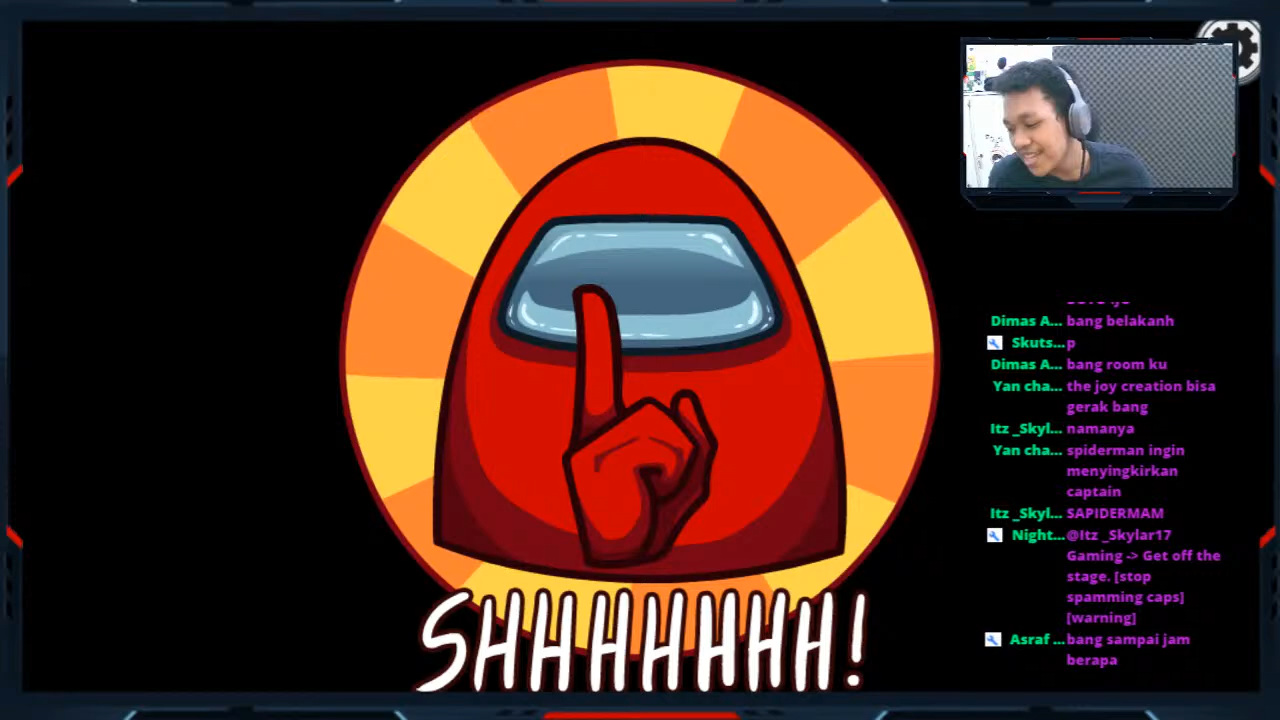 Dimas A... bang belakanh
Skuts... p
Dimas A... bang room ku
Yan cha... the joy creation bisa
gerak bang
Itz _Skyl... namanya
Yan cha... spiderman ingin
menyingkirkan
captain
Itz _Skyl... SAPIDERMAM
Night... @Itz _Skylar17
Gaming -> Get off the
stage. [stop
spamming caps]
[warning]
Asraf ... bang sampai jam
berapa
SHHHHHHH!